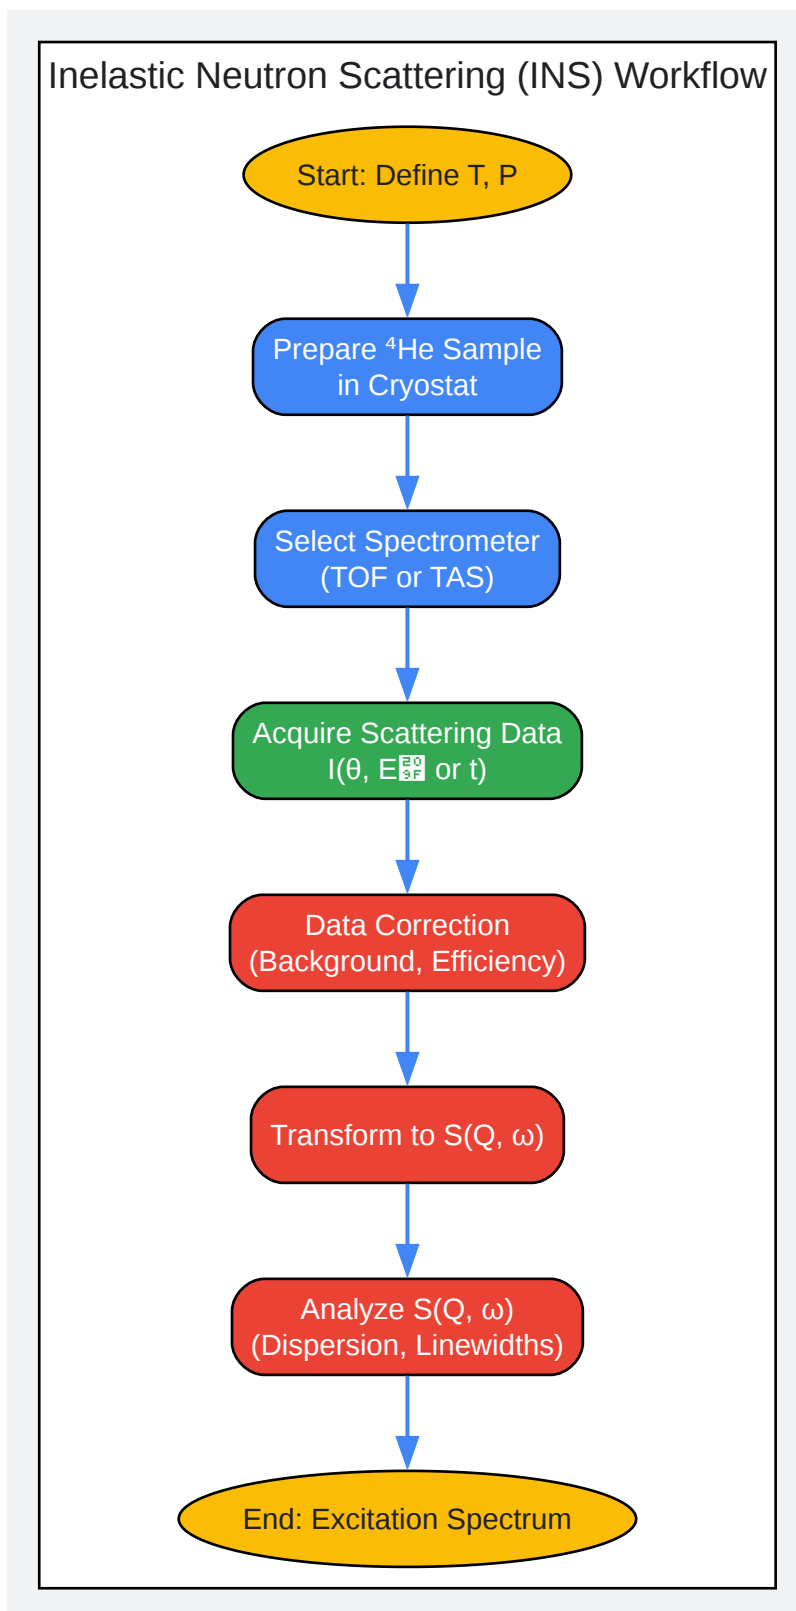 Inelastic Neutron Scattering (INS) Workflow
Start: Define T, P
Prepare ⁴He Sample
in Cryostat
Select Spectrometer
(TOF or TAS)
Acquire Scattering Data
I(θ, E₟ or t)
Data Correction
(Background, Efficiency)
Transform to S(Q, ω)
Analyze S(Q, ω)
(Dispersion, Linewidths)
End: Excitation Spectrum